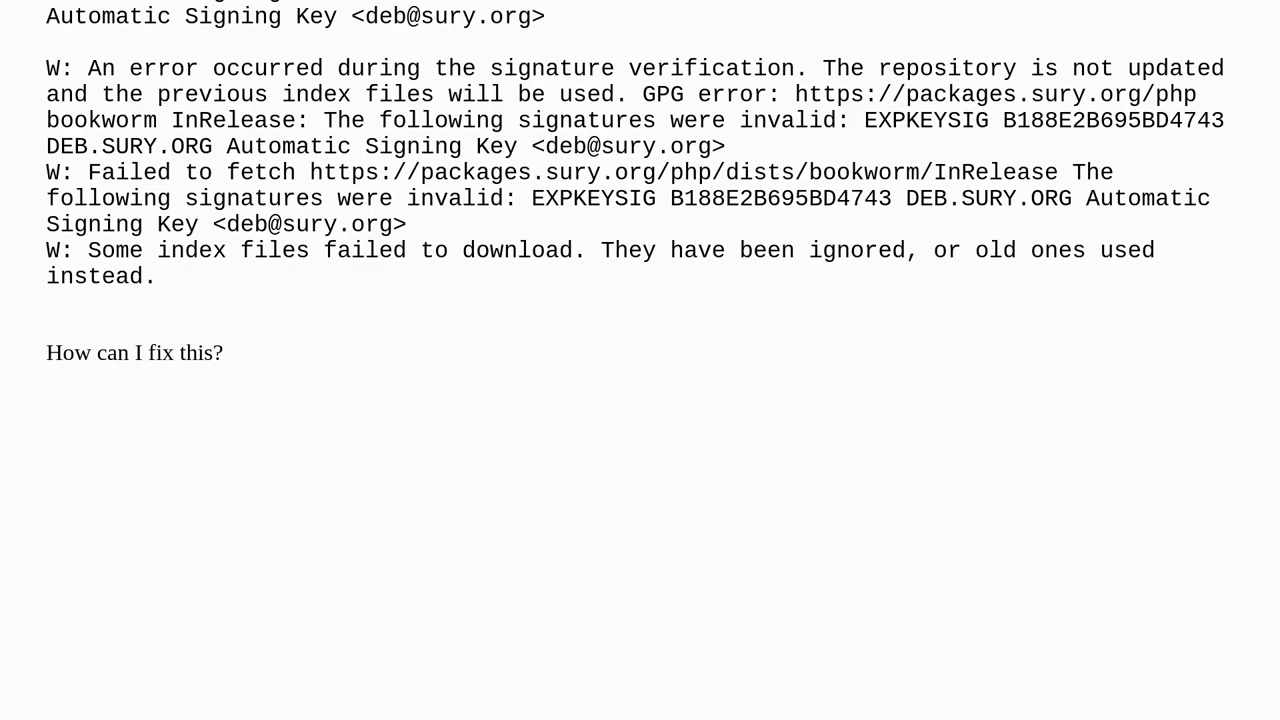 Automatic Signing Key <deb@sury.org>
W: An error occurred during the signature verification. The repository is not updated
and the previous index files will be used. GPG error: https://packages.sury.org/php
bookworm InRelease: The following signatures were invalid: EXPKEYSIG B188E2B695BD4743
DEB.SURY.ORG Automatic Signing Key <deb@sury.org>
W: Failed to fetch https://packages.sury.org/php/dists/bookworm/InRelease The
following signatures were invalid: EXPKEYSIG B188E2B695BD4743 DEB.SURY.ORG Automatic
Signing Key <deb@sury.org>
W: Some index files failed to download. They have been ignored, or old ones used
instead.
How can I fix this?